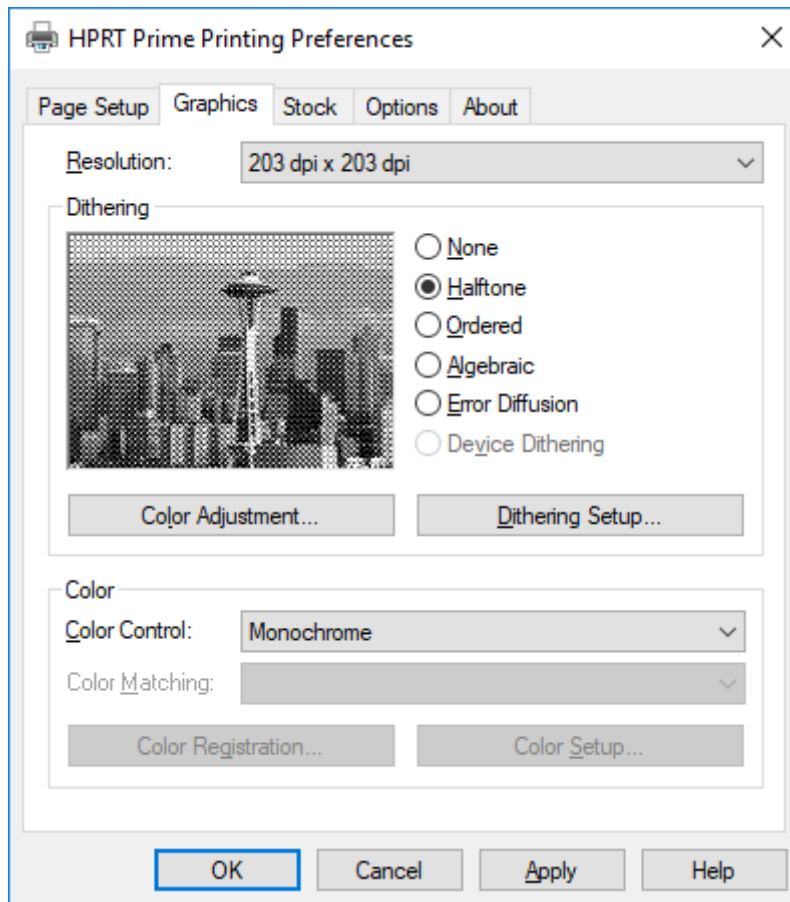 HPRT Prime Printing Preferences
Page Setup Graphics Stock Options About
Resolution: 203 dpi x 203 dpi
Dithering
None
Halftone
Ordered
Algebraic
Error Diffusion
Device Dithering
Color Adjustment... Dithering Setup...
Color
Color Control: Monochrome
Color Matching:
Color Registration... Color Setup...
OK Cancel Apply Help